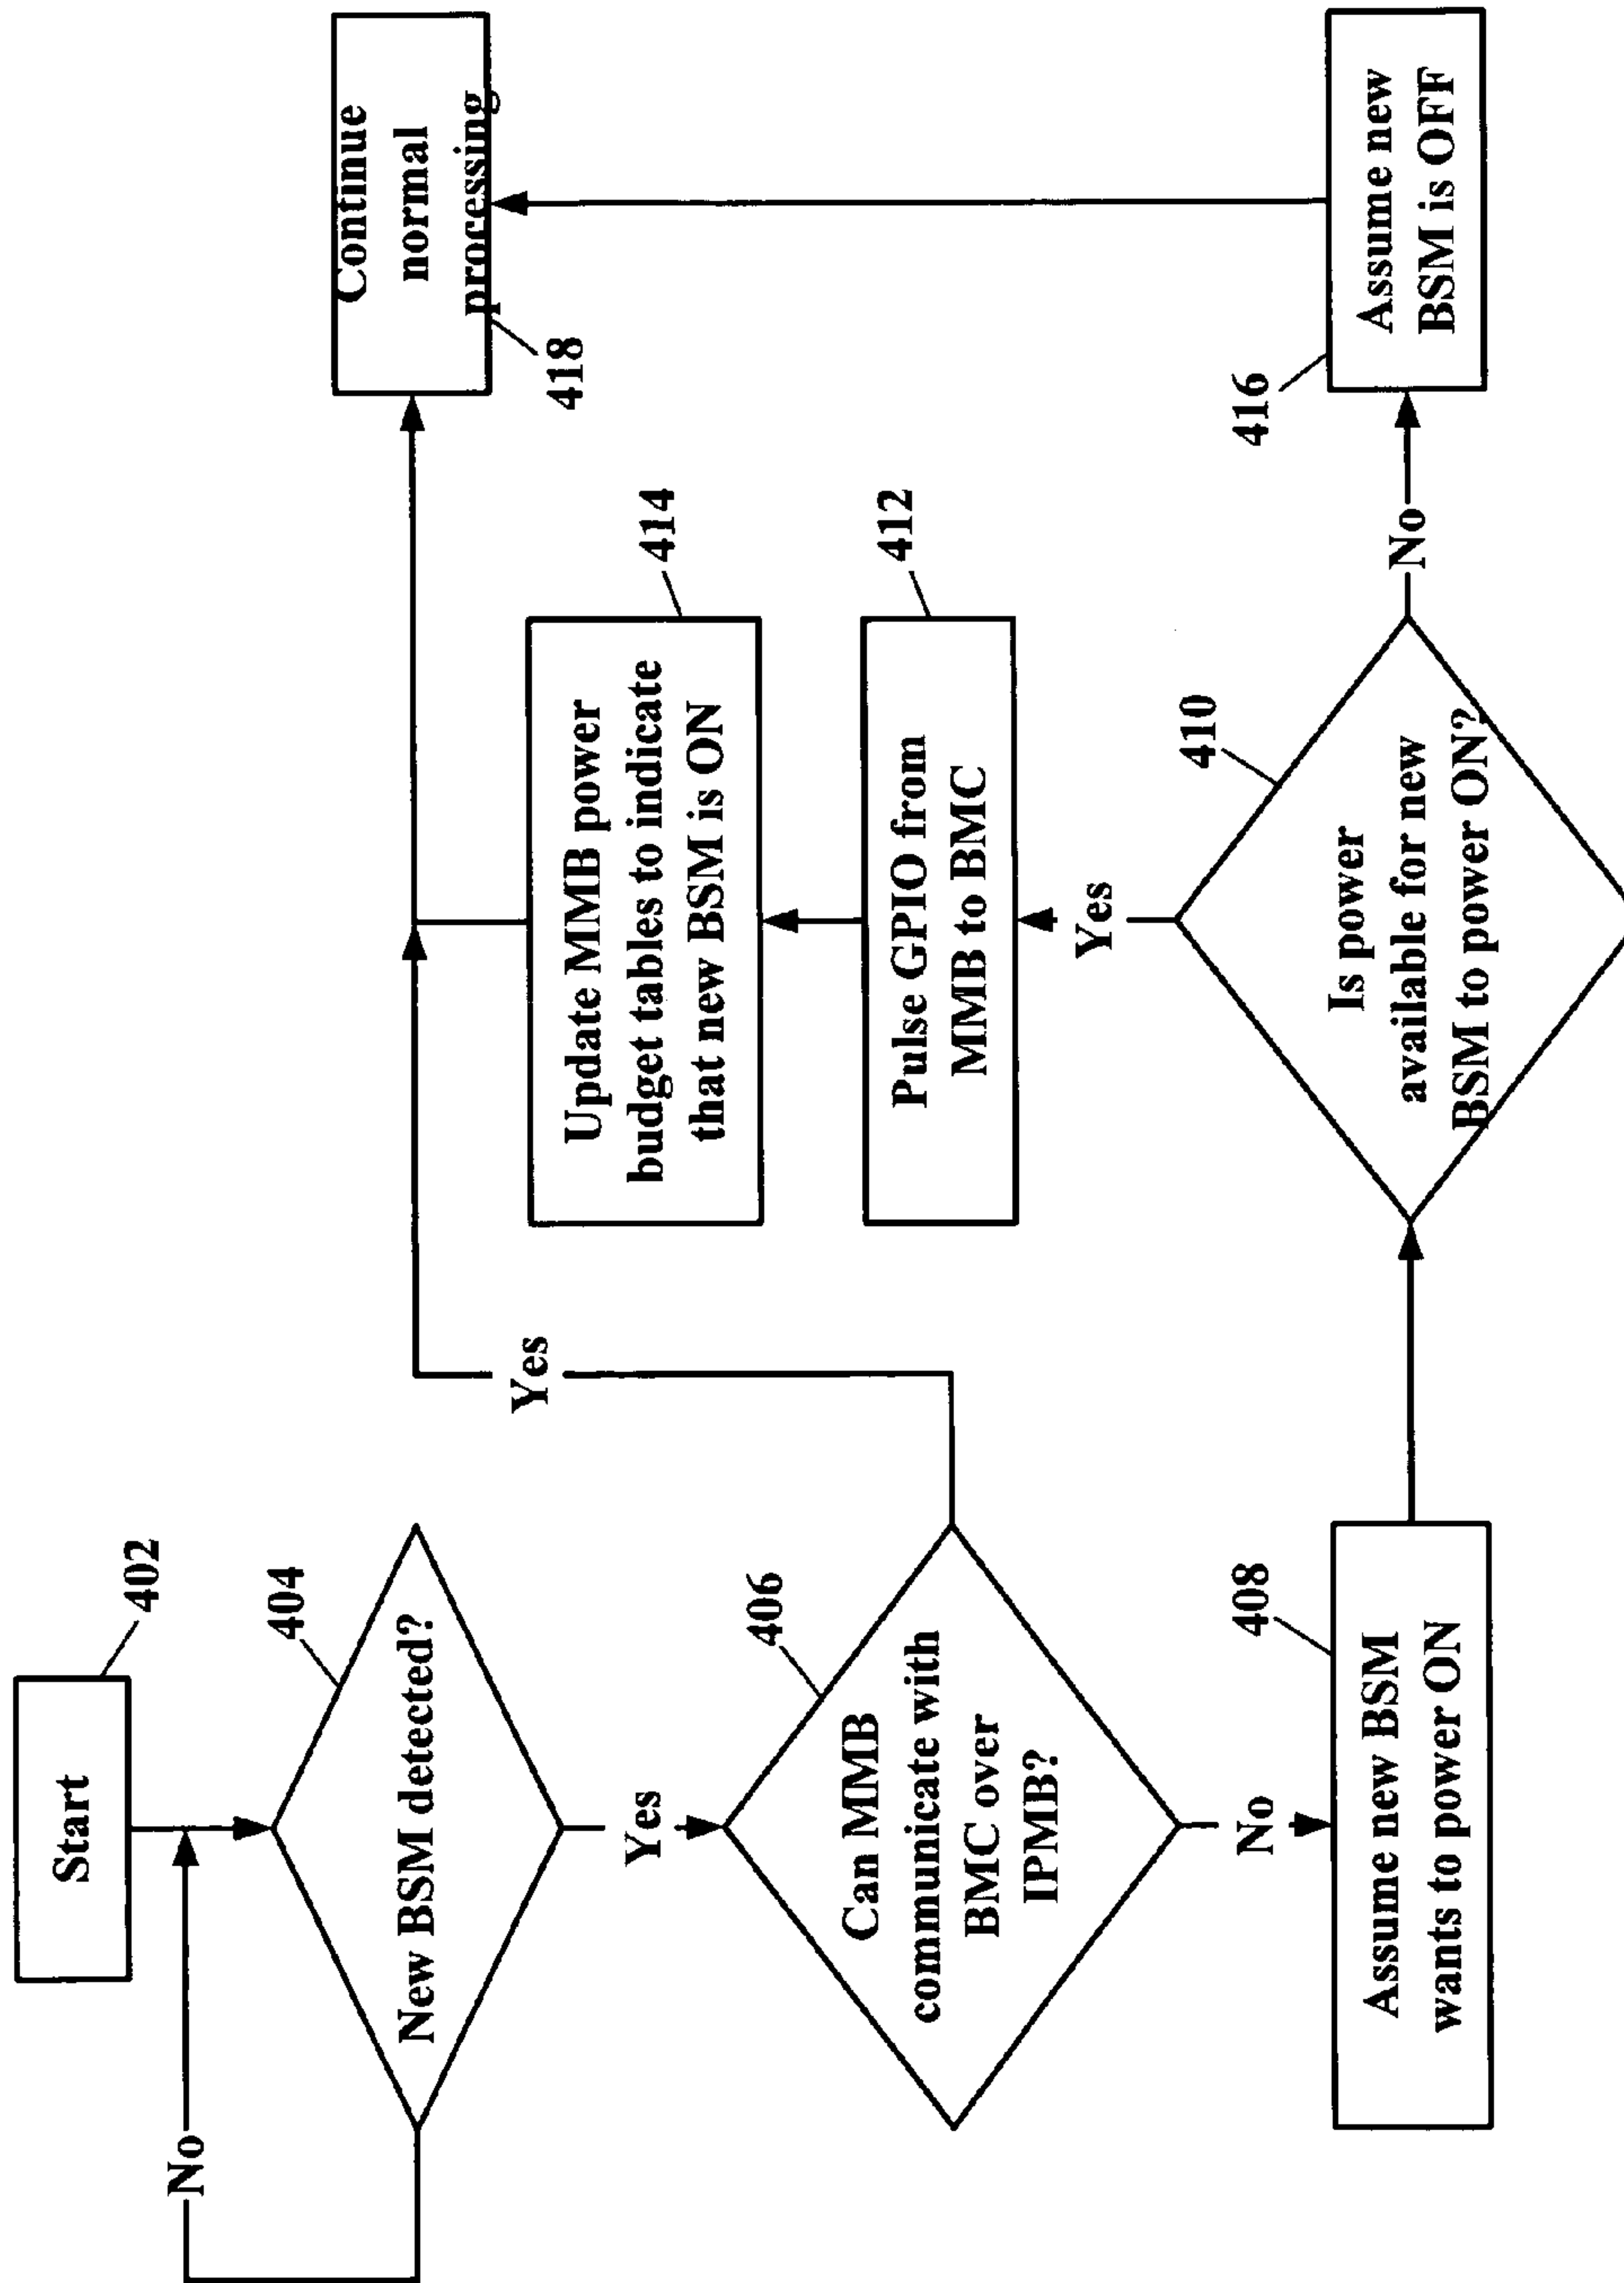 Start
402
No
404
New BSM detected?
Yes
406
Can MMB
communicate with
BMC over
IPMB?
Yes
No
408
Assume new BSM
wants to power ON
410
Is power
available for new
BSM to power ON?
Yes
412
Pulse GPIO from
MMB to BMC
414
Update MMB power
budget tables to indicate
that new BSM is ON
No
416
Assume new
BSM is OFF
Continue
normal
processing
418